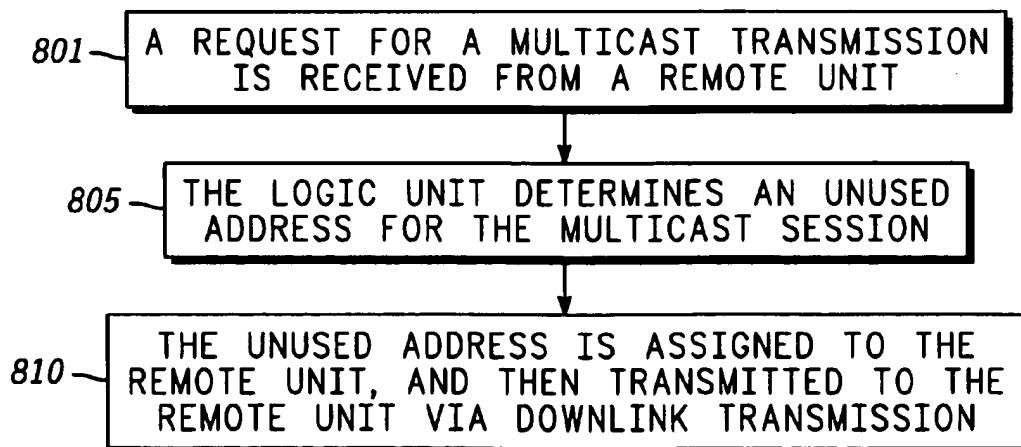 801
A REQUEST FOR A MULTICAST TRANSMISSION
IS RECEIVED FROM A REMOTE UNIT
805
THE LOGIC UNIT DETERMINES AN UNUSED
ADDRESS FOR THE MULTICAST SESSION
810
THE UNUSED ADDRESS IS ASSIGNED TO THE
REMOTE UNIT, AND THEN TRANSMITTED TO THE
REMOTE UNIT VIA DOWNLINK TRANSMISSION